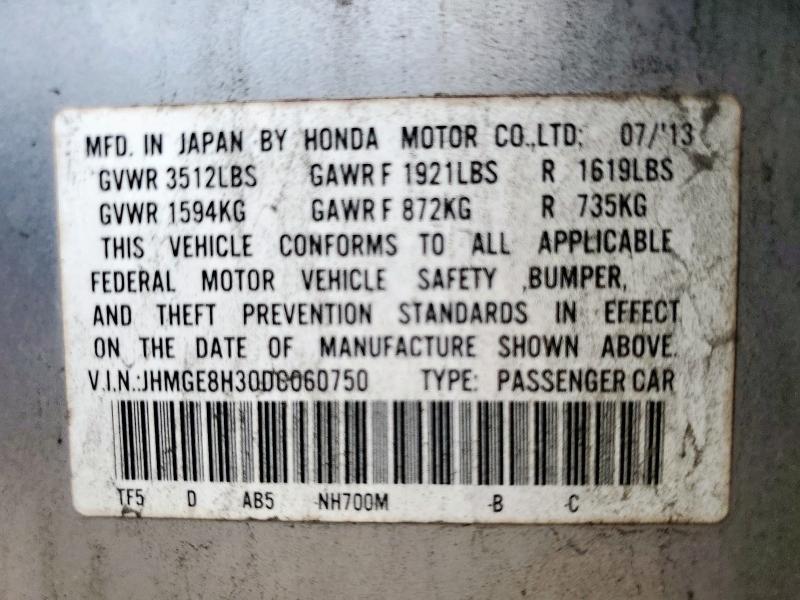 MFD. IN JAPAN BY HONDA MOTOR CO.,LTD; 07/'13
GVWR 3512LBS GAWR F 1921LBS R 1619LBS
GVWR 1594KG GAWR F 872KG R 735KG
THIS VEHICLE CONFORMS TO ALL APPLICABLE
FEDERAL MOTOR VEHICLE SAFETY ,BUMPER,
AND THEFT PREVENTION STANDARDS IN EFFECT
ON THE DATE OF MANUFACTURE SHOWN ABOVE.
V.I.N.:JHMGE8H30DC060750 TYPE: PASSENGER CAR
TF5 D AB5 NH700M -B -C